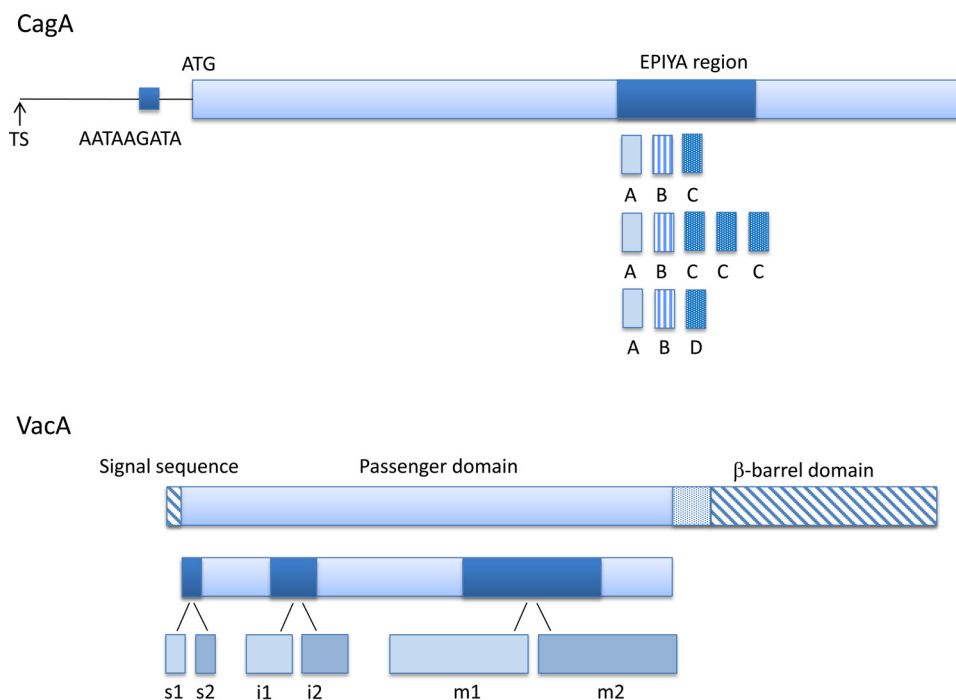 CagA
ATG
EPIYA region
TS
AATAAGATA
A B C
A B C C C
A B D
VacA
Signal sequence
Passenger domain
β-barrel domain
s1 s2 i1 i2 m1 m2